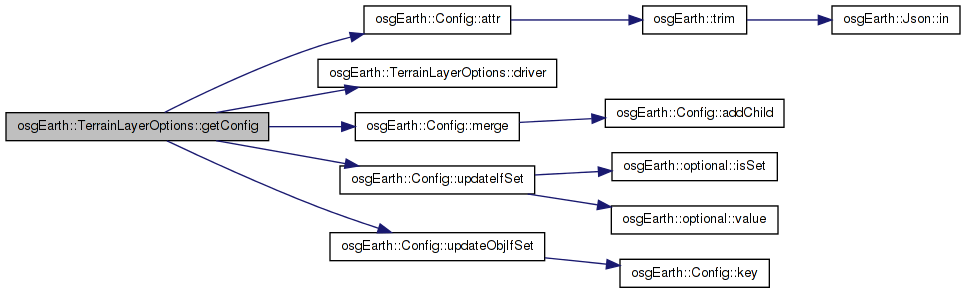 osgEarth::Config::attr
osgEarth::trim
osgEarth::Json::in
osgEarth::TerrainLayerOptions::driver
osgEarth::TerrainLayerOptions::getConfig
osgEarth::Config::merge
osgEarth::Config::addChild
osgEarth::Config::updateIfSet
osgEarth::optional::isSet
osgEarth::optional::value
osgEarth::Config::updateObjIfSet
osgEarth::Config::key